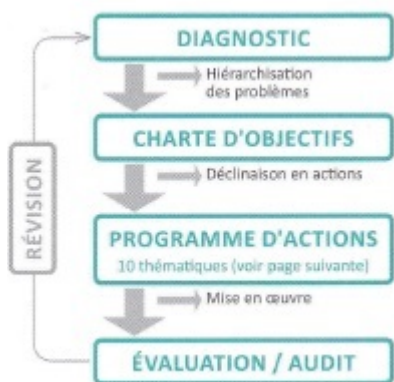 DIAGNOSTIC
Hiérarchisation
des problèmes
CHARTE D'OBJECTIFS
Déclinaison en actions
RÉVISION
PROGRAMME D'ACTIONS
10 thématiques (voir page suivante)
Mise en œuvre
ÉVALUATION / AUDIT